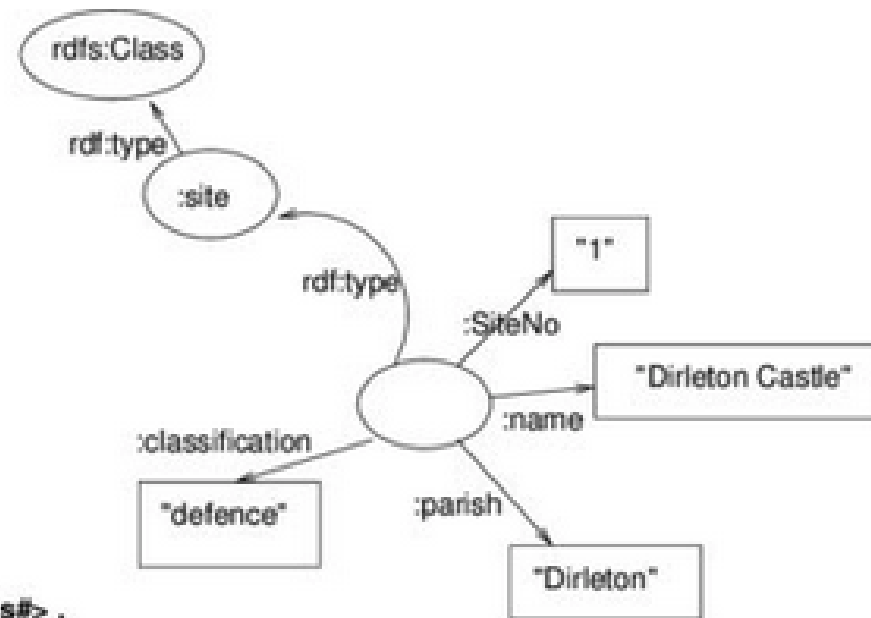 rdfs:Class
rdf:type
:site
rdf:type
"1"
:SiteNo
"Dirleton Castle"
:name
:classification
"defence"
:parish
"Dirleton"
s#> .